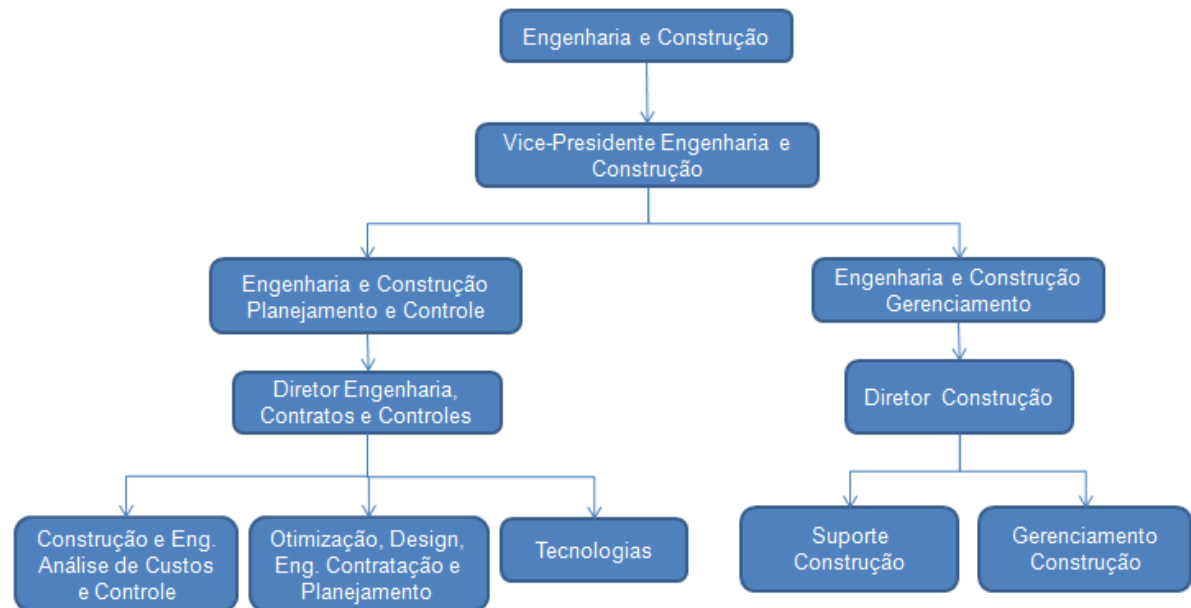 Engenharia e Construção
Vice-Presidente Engenharia e
Construção
Engenharia e Construção
Planejamento e Controle
Engenharia e Construção
Gerenciamento
Diretor Engenharia,
Contratos e Controles
Diretor Construção
Construção e Eng.
Análise de Custos
e Controle
Otimização, Design,
Eng. Contratação e
Planejamento
Tecnologias
Suporte
Construção
Gerenciamento
Construção